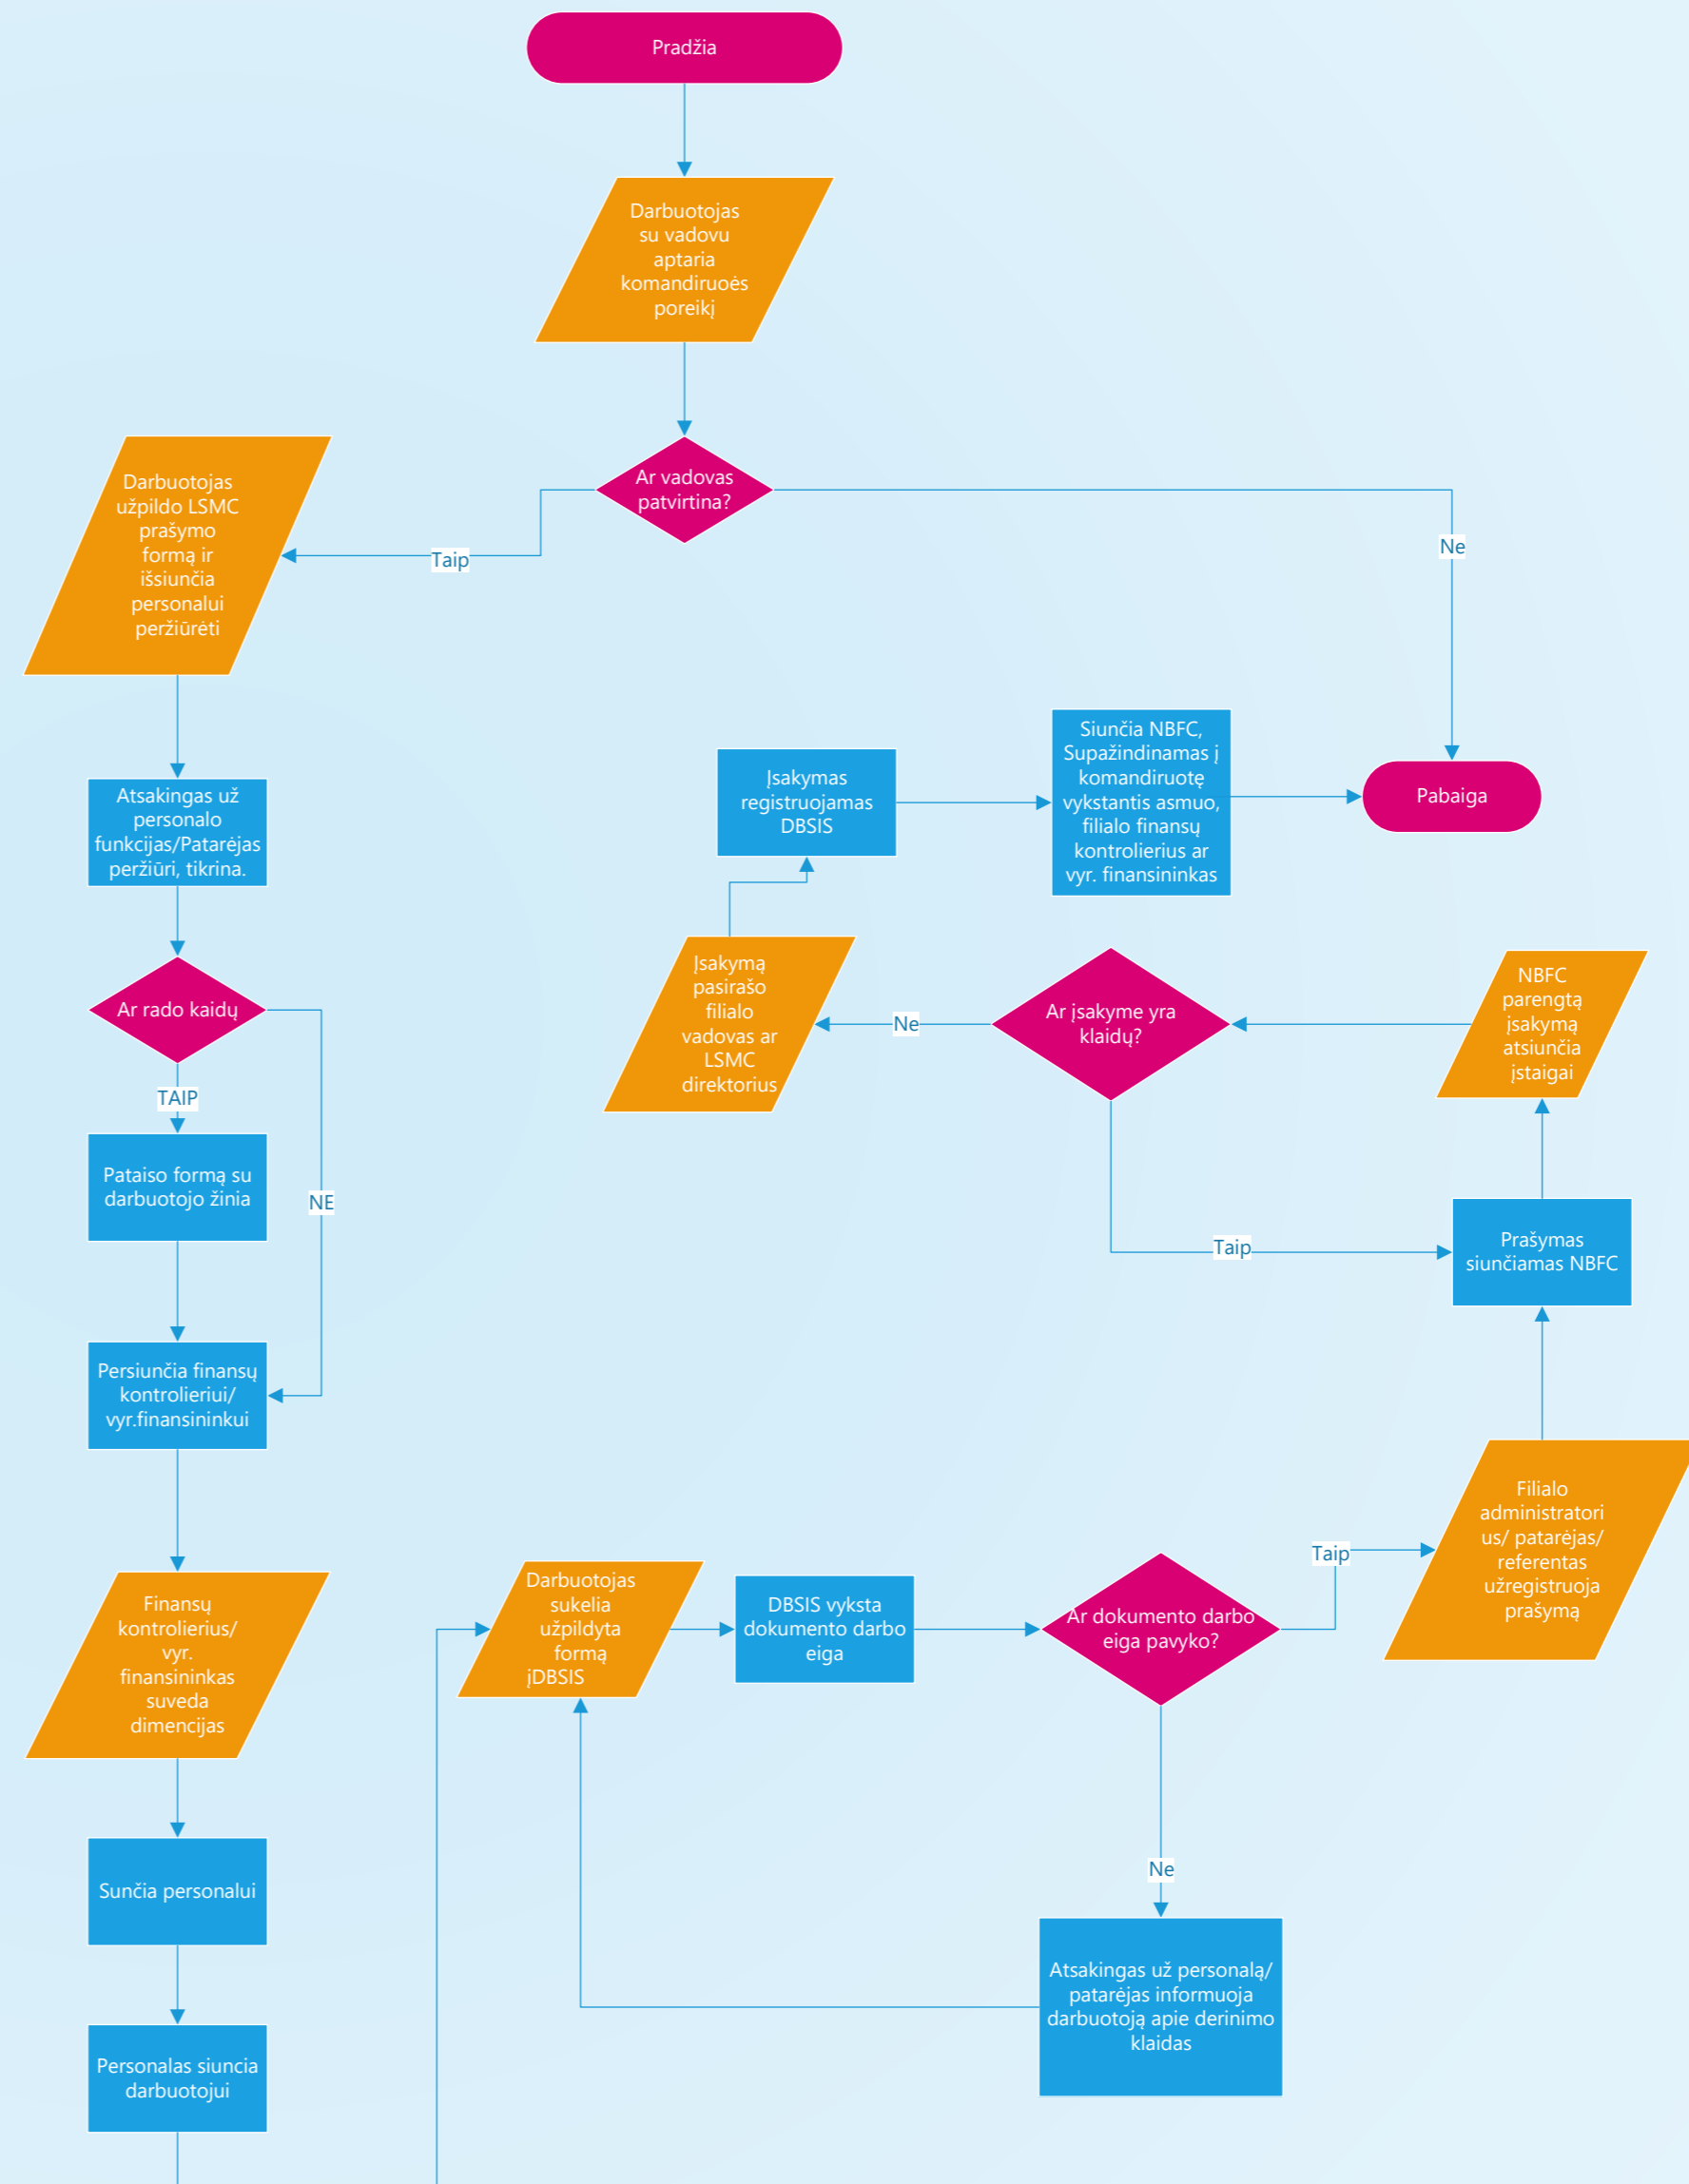 Pradžia
Darbuotojas
su vadovu
aptaria
komandiruoės
poreikį
Ar vadovas
patvirtina?
Taip
Ne
Darbuotojas
užpildo LSMC
prašymo
formą ir
išsiunčia
personalui
peržiūrėti
Atsakingas už
personalo
funkcijas/Patarėjas
peržiūri, tikrina.
Ar rado kaidų
TAIP
NE
Pataiso formą su
darbuotojo žinia
Persiunčia finansų
kontrolieriui/
vyr.finansininkui
Finansų
kontrolierius/
vyr.
finansininkas
suveda
dimencijas
Sunčia personalui
Personalas siuncia
darbuotojui
Darbuotojas
sukelia
užpildyta
formą
įDBSIS
DBSIS vyksta
dokumento darbo
eiga
Ar dokumento darbo
eiga pavyko?
Taip
Ne
Atsakingas už personalą/
patarėjas informuoja
darbuotoją apie derinimo
klaidas
Filialo
administratori
us/ patarėjas/
referentas
užregistruoja
prašymą
Prašymas
siunčiamas NBFC
NBFC
parengtą
įsakymą
atsiunčia
įstaigai
Ar įsakyme yra
klaidų?
Taip
Ne
Įsakymą
pasirašo
filialo
vadovas ar
LSMC
direktorius
Įsakymas
registruojamas
DBSIS
Siunčia NBFC,
Supažindinamas į
komandiruotę
vykstantis asmuo,
filialo finansų
kontrolierius ar
vyr. finansininkas
Pabaiga